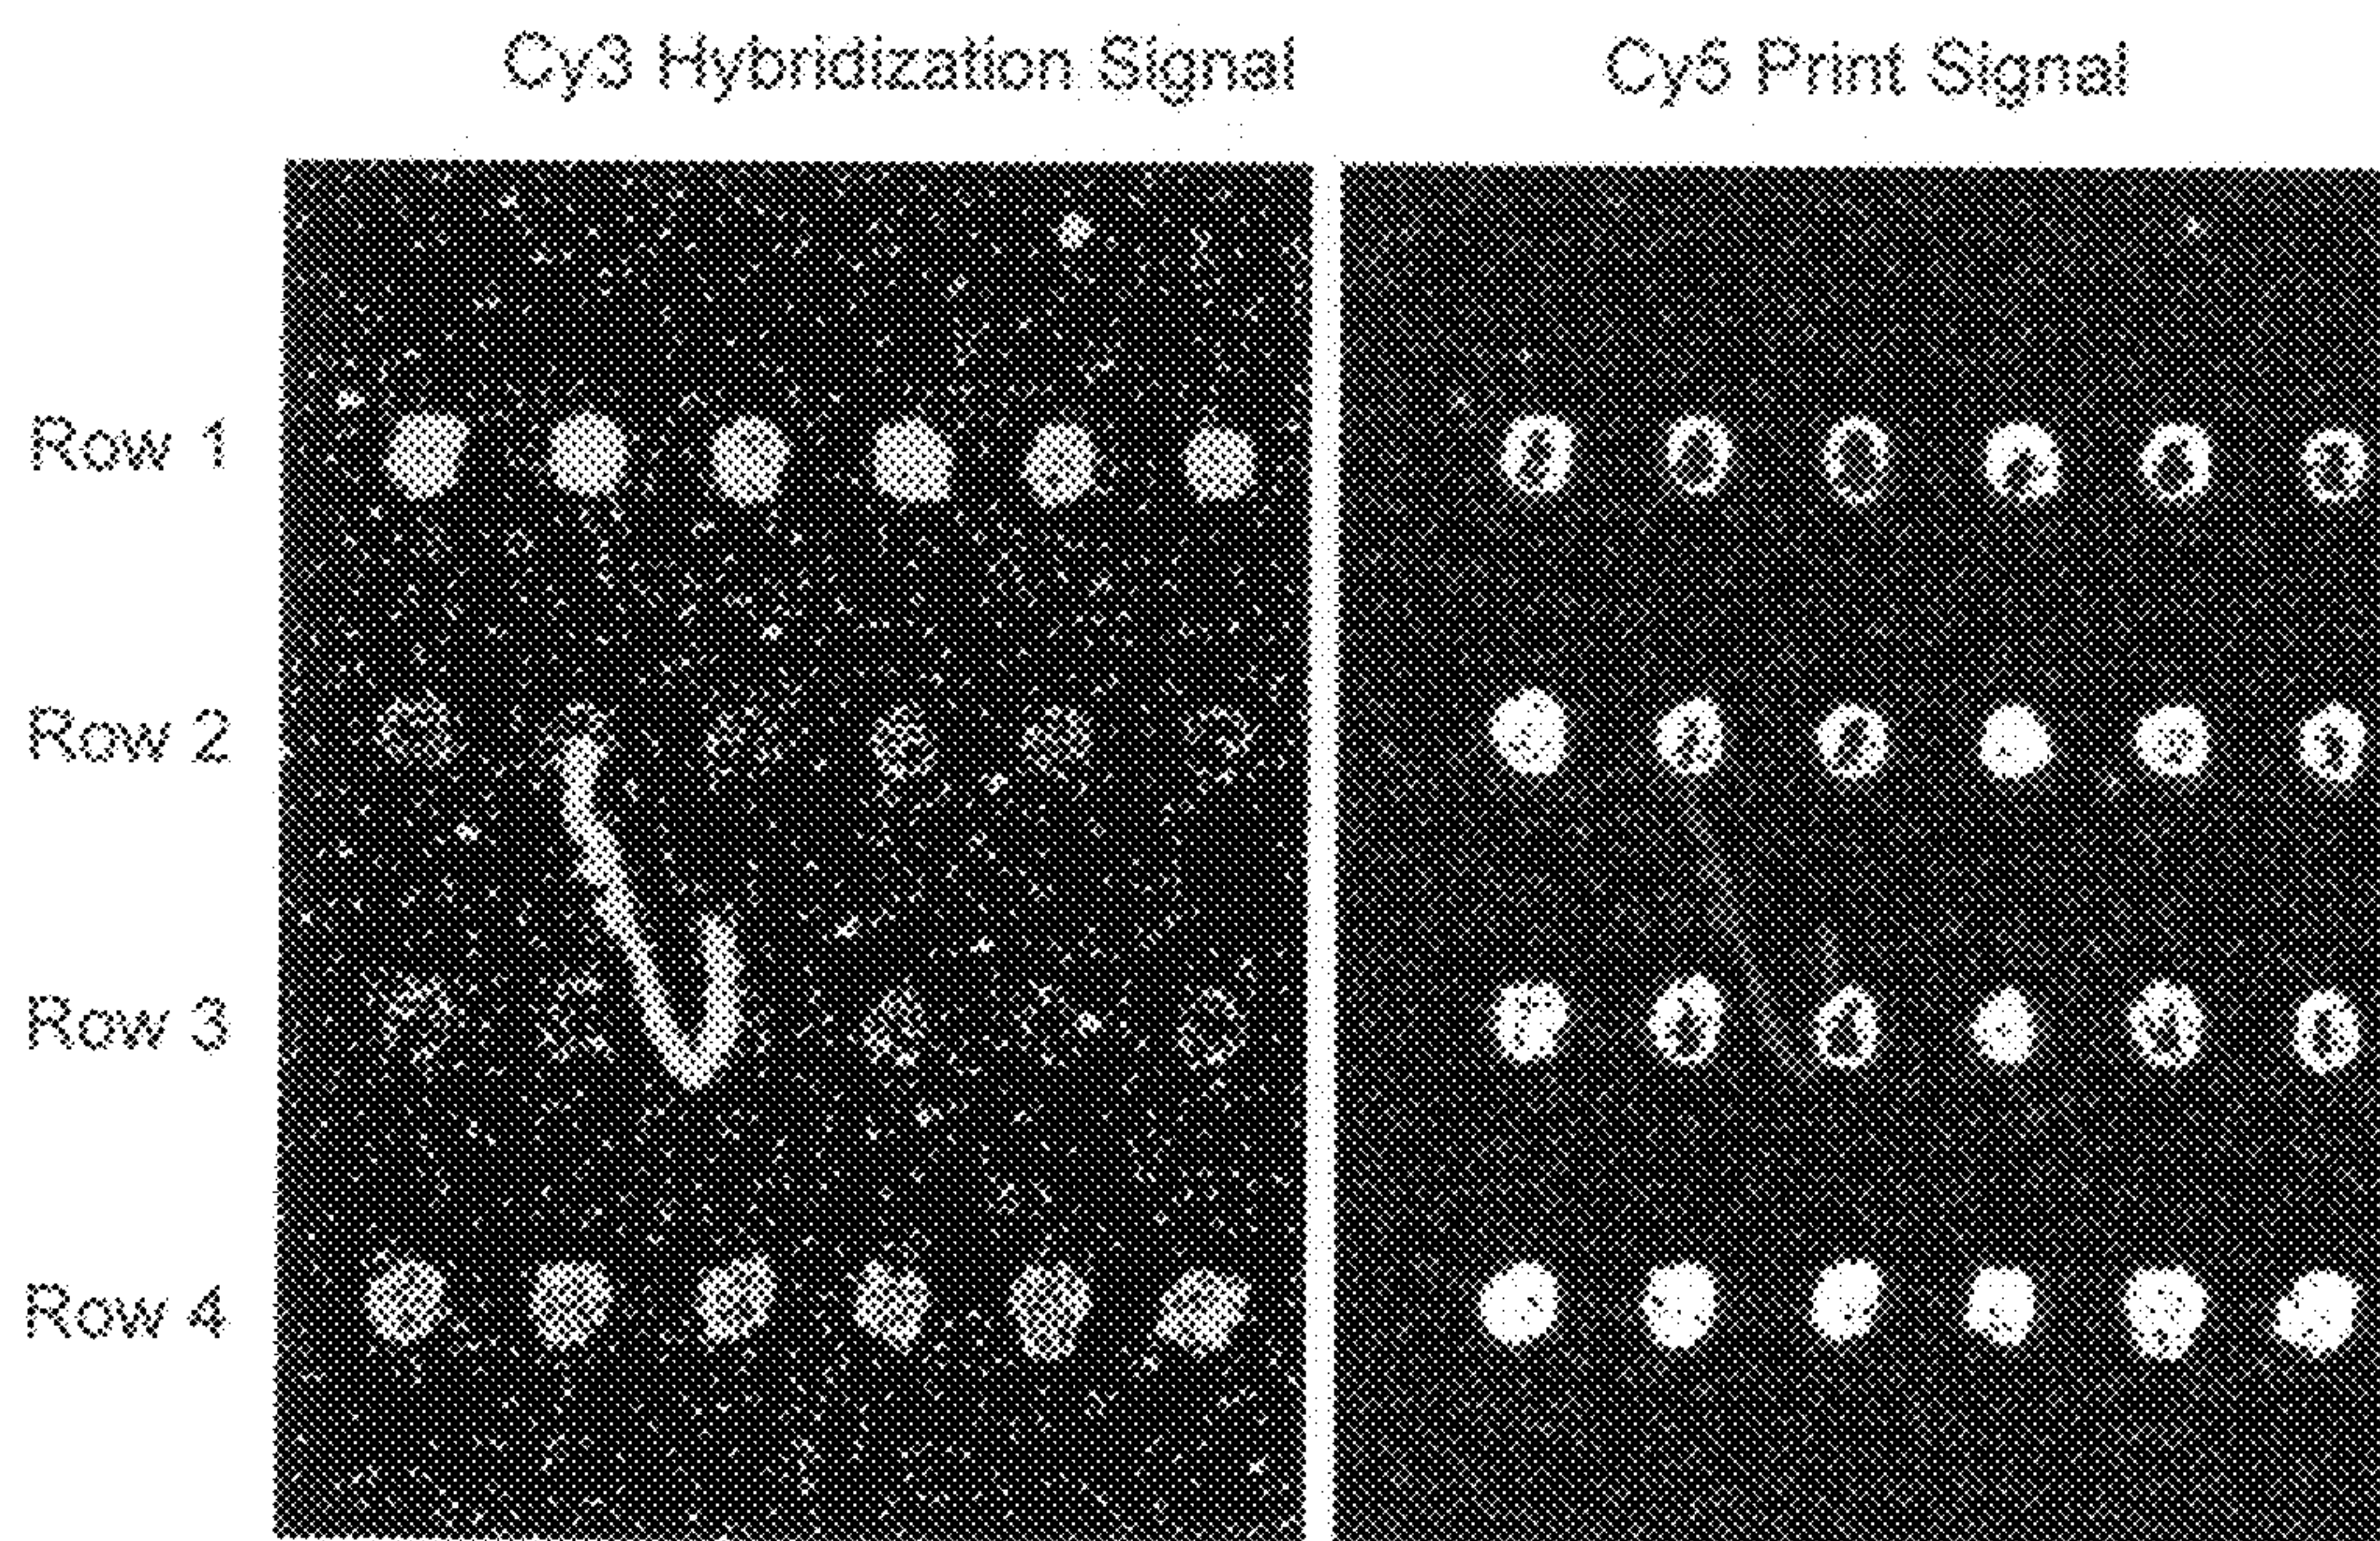 Cy3 Hybridization Signal
Cy5 Print Signal
Row 1
Row 2
Row 3
Row 4